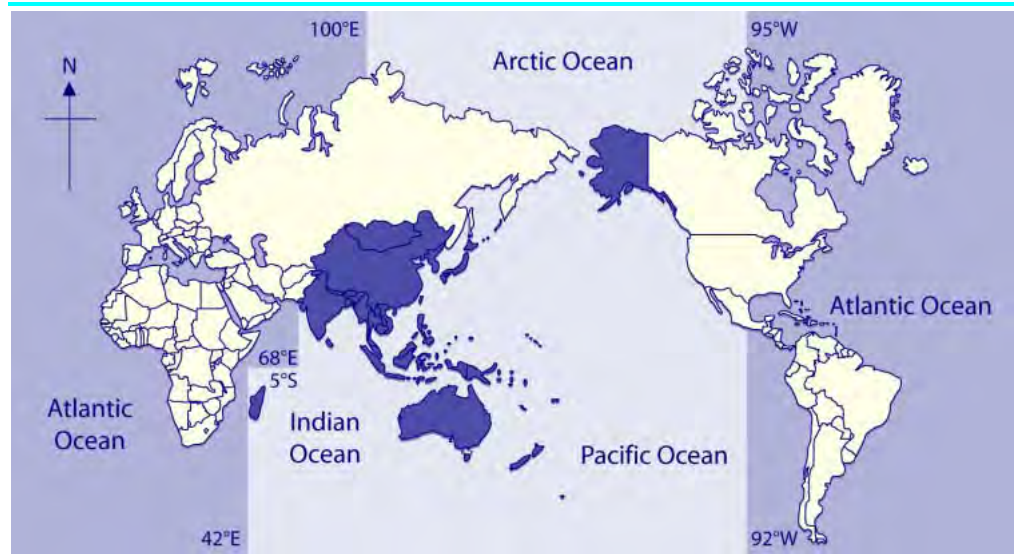 100°E
95°W
Arctic Ocean
N
Atlantic Ocean
68°E
5°S
Atlantic
Ocean
Indian
Ocean
Pacific Ocean
42°E
92°W